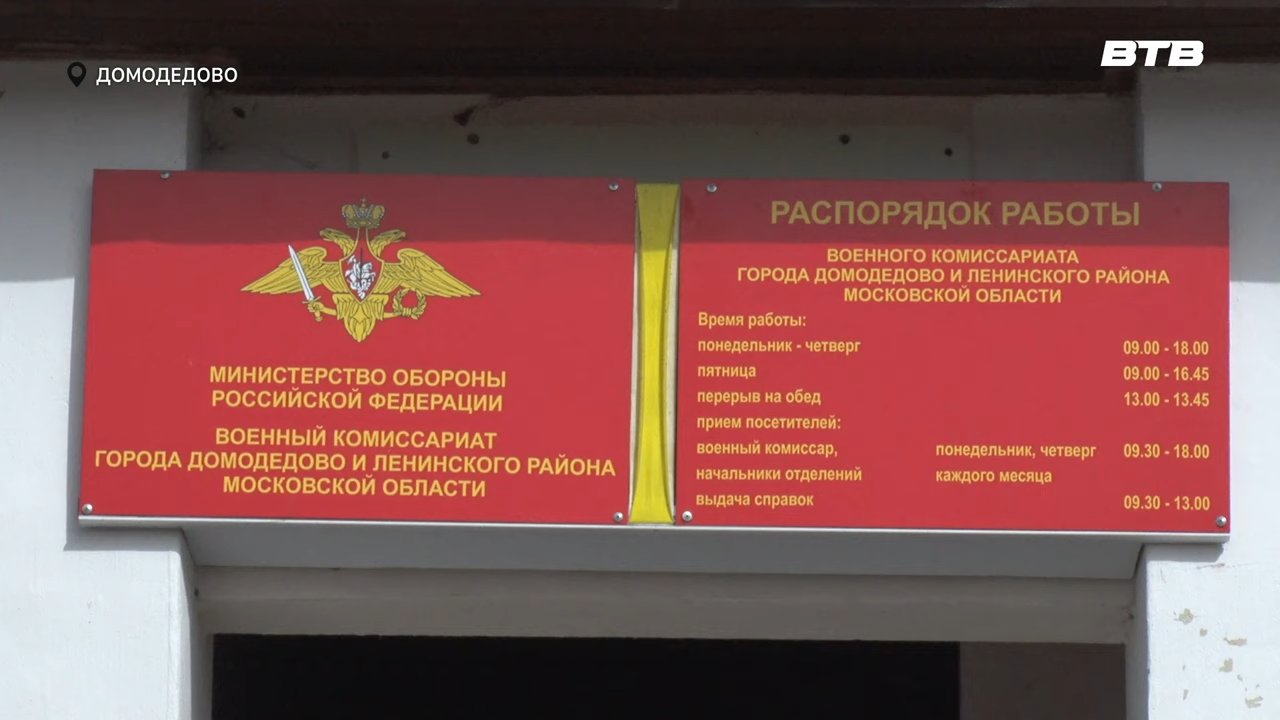 ДОМОДЕДОВО
ВТВ
МИНИСТЕРСТВО ОБОРОНЫ
РОССИЙСКОЙ ФЕДЕРАЦИИ
ВОЕННЫЙ КОМИССАРИАТ
ГОРОДА ДОМОДЕДОВО И ЛЕНИНСКОГО РАЙОНА
МОСКОВСКОЙ ОБЛАСТИ
РАСПОРЯДОК РАБОТЫ
ВОЕННОГО КОМИССАРИАТА
ГОРОДА ДОМОДЕДОВО И ЛЕНИНСКОГО РАЙОНА
МОСКОВСКОЙ ОБЛАСТИ
Время работы:
понедельник - четверг 09.00 - 18.00
пятница 09.00 - 16.45
перерыв на обед 13.00 - 13.45
прием посетителей:
военный комиссар, понедельник, четверг 09.30 - 18.00
начальники отделений каждого месяца
выдача справок 09.30 - 13.00